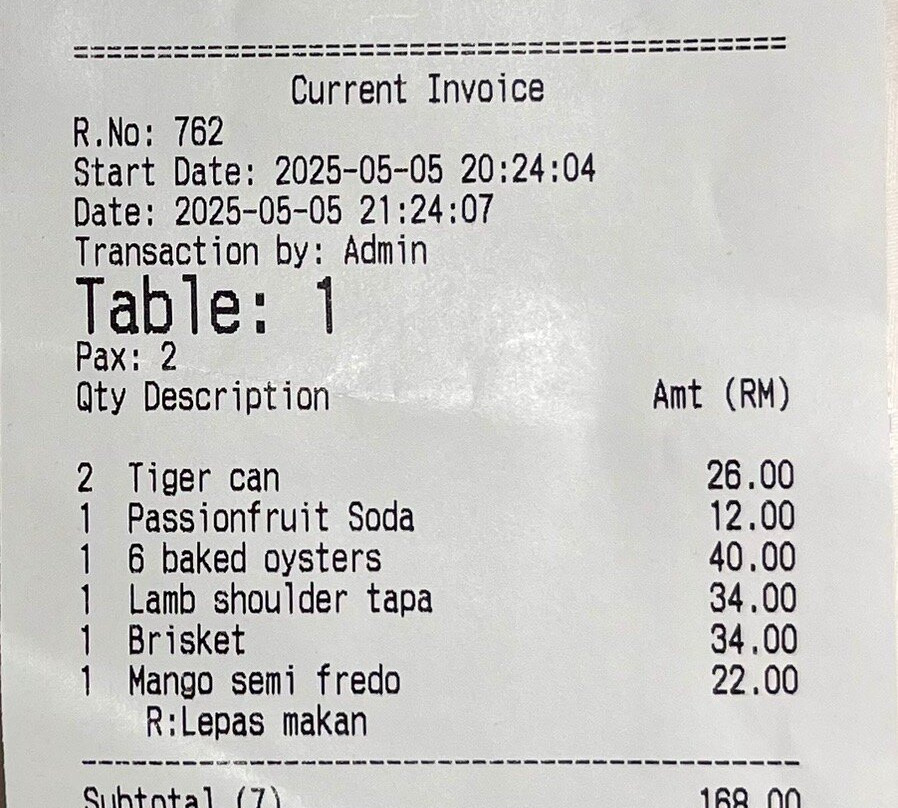 ==========================================
Current Invoice
R.No: 762
Start Date: 2025-05-05 20:24:04
Date: 2025-05-05 21:24:07
Transaction by: Admin
Table: 1
Pax: 2
Qty Description Amt (RM)
2 Tiger can 26.00
1 Passionfruit Soda 12.00
1 6 baked oysters 40.00
1 Lamb shoulder tapa 34.00
1 Brisket 34.00
1 Mango semi fredo 22.00
R:Lepas makan
------------------------------------------
Subtotal (7) 168.00